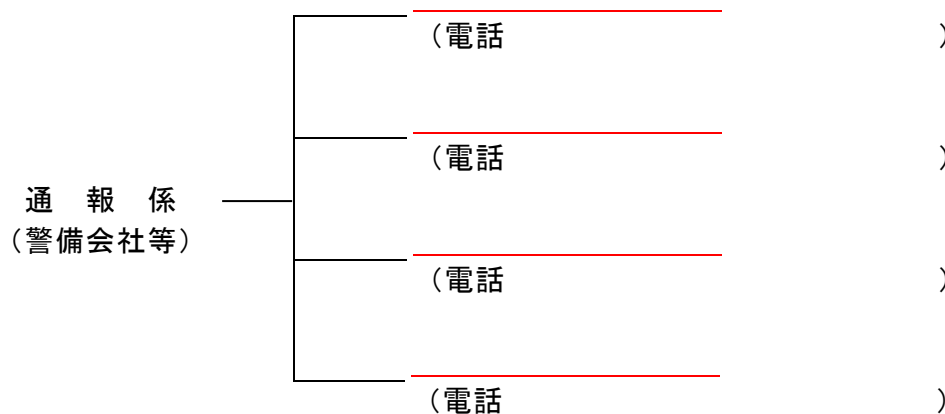 (電話　　　　　　　　　　　　　　)
(電話　　　　　　　　　　　　　　)
通　報　係
(警備会社等)
(電話　　　　　　　　　　　　　　)
(電話　　　　　　　　　　　　　　)